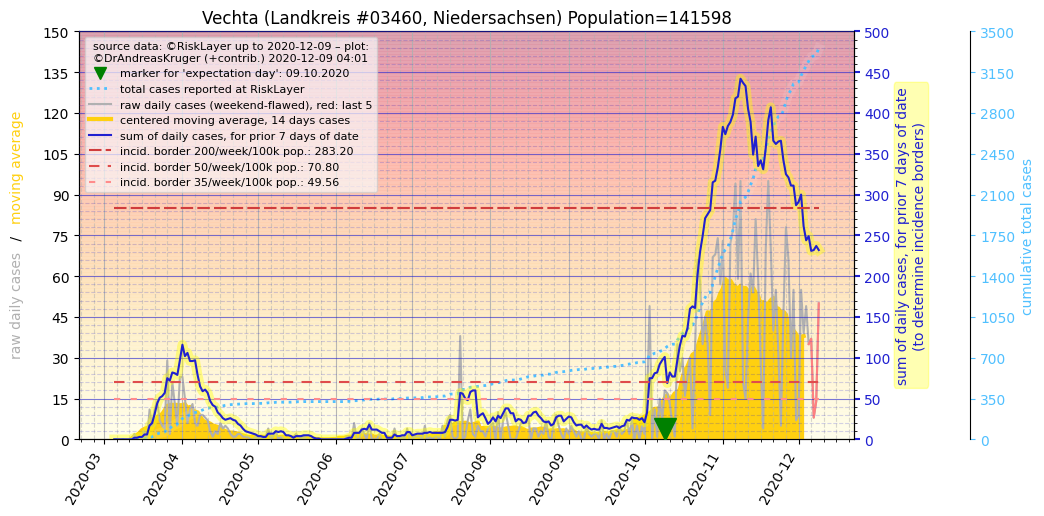 Vechta (Landkreis #03460, Niedersachsen) Population=141598
source data: ©RiskLayer up to 2020-12-09 – plot:
©DrAndreasKruger (+contrib.) 2020-12-09 04:01
marker for 'expectation day': 09.10.2020
total cases reported at RiskLayer
raw daily cases (weekend-flawed), red: last 5
centered moving average, 14 days cases
sum of daily cases, for prior 7 days of date
incid. border 200/week/100k pop.: 283.20
incid. border 50/week/100k pop.: 70.80
incid. border 35/week/100k pop.: 49.56
raw daily cases / moving average
150
135
120
105
90
75
60
45
30
15
0
2020-03
2020-04
2020-05
2020-06
2020-07
2020-08
2020-09
2020-10
2020-11
2020-12
500
450
400
350
300
250
200
150
100
50
0
sum of daily cases, for prior 7 days of date
(to determine incidence borders)
3500
3150
2800
2450
2100
1750
1400
1050
700
350
0
cumulative total cases